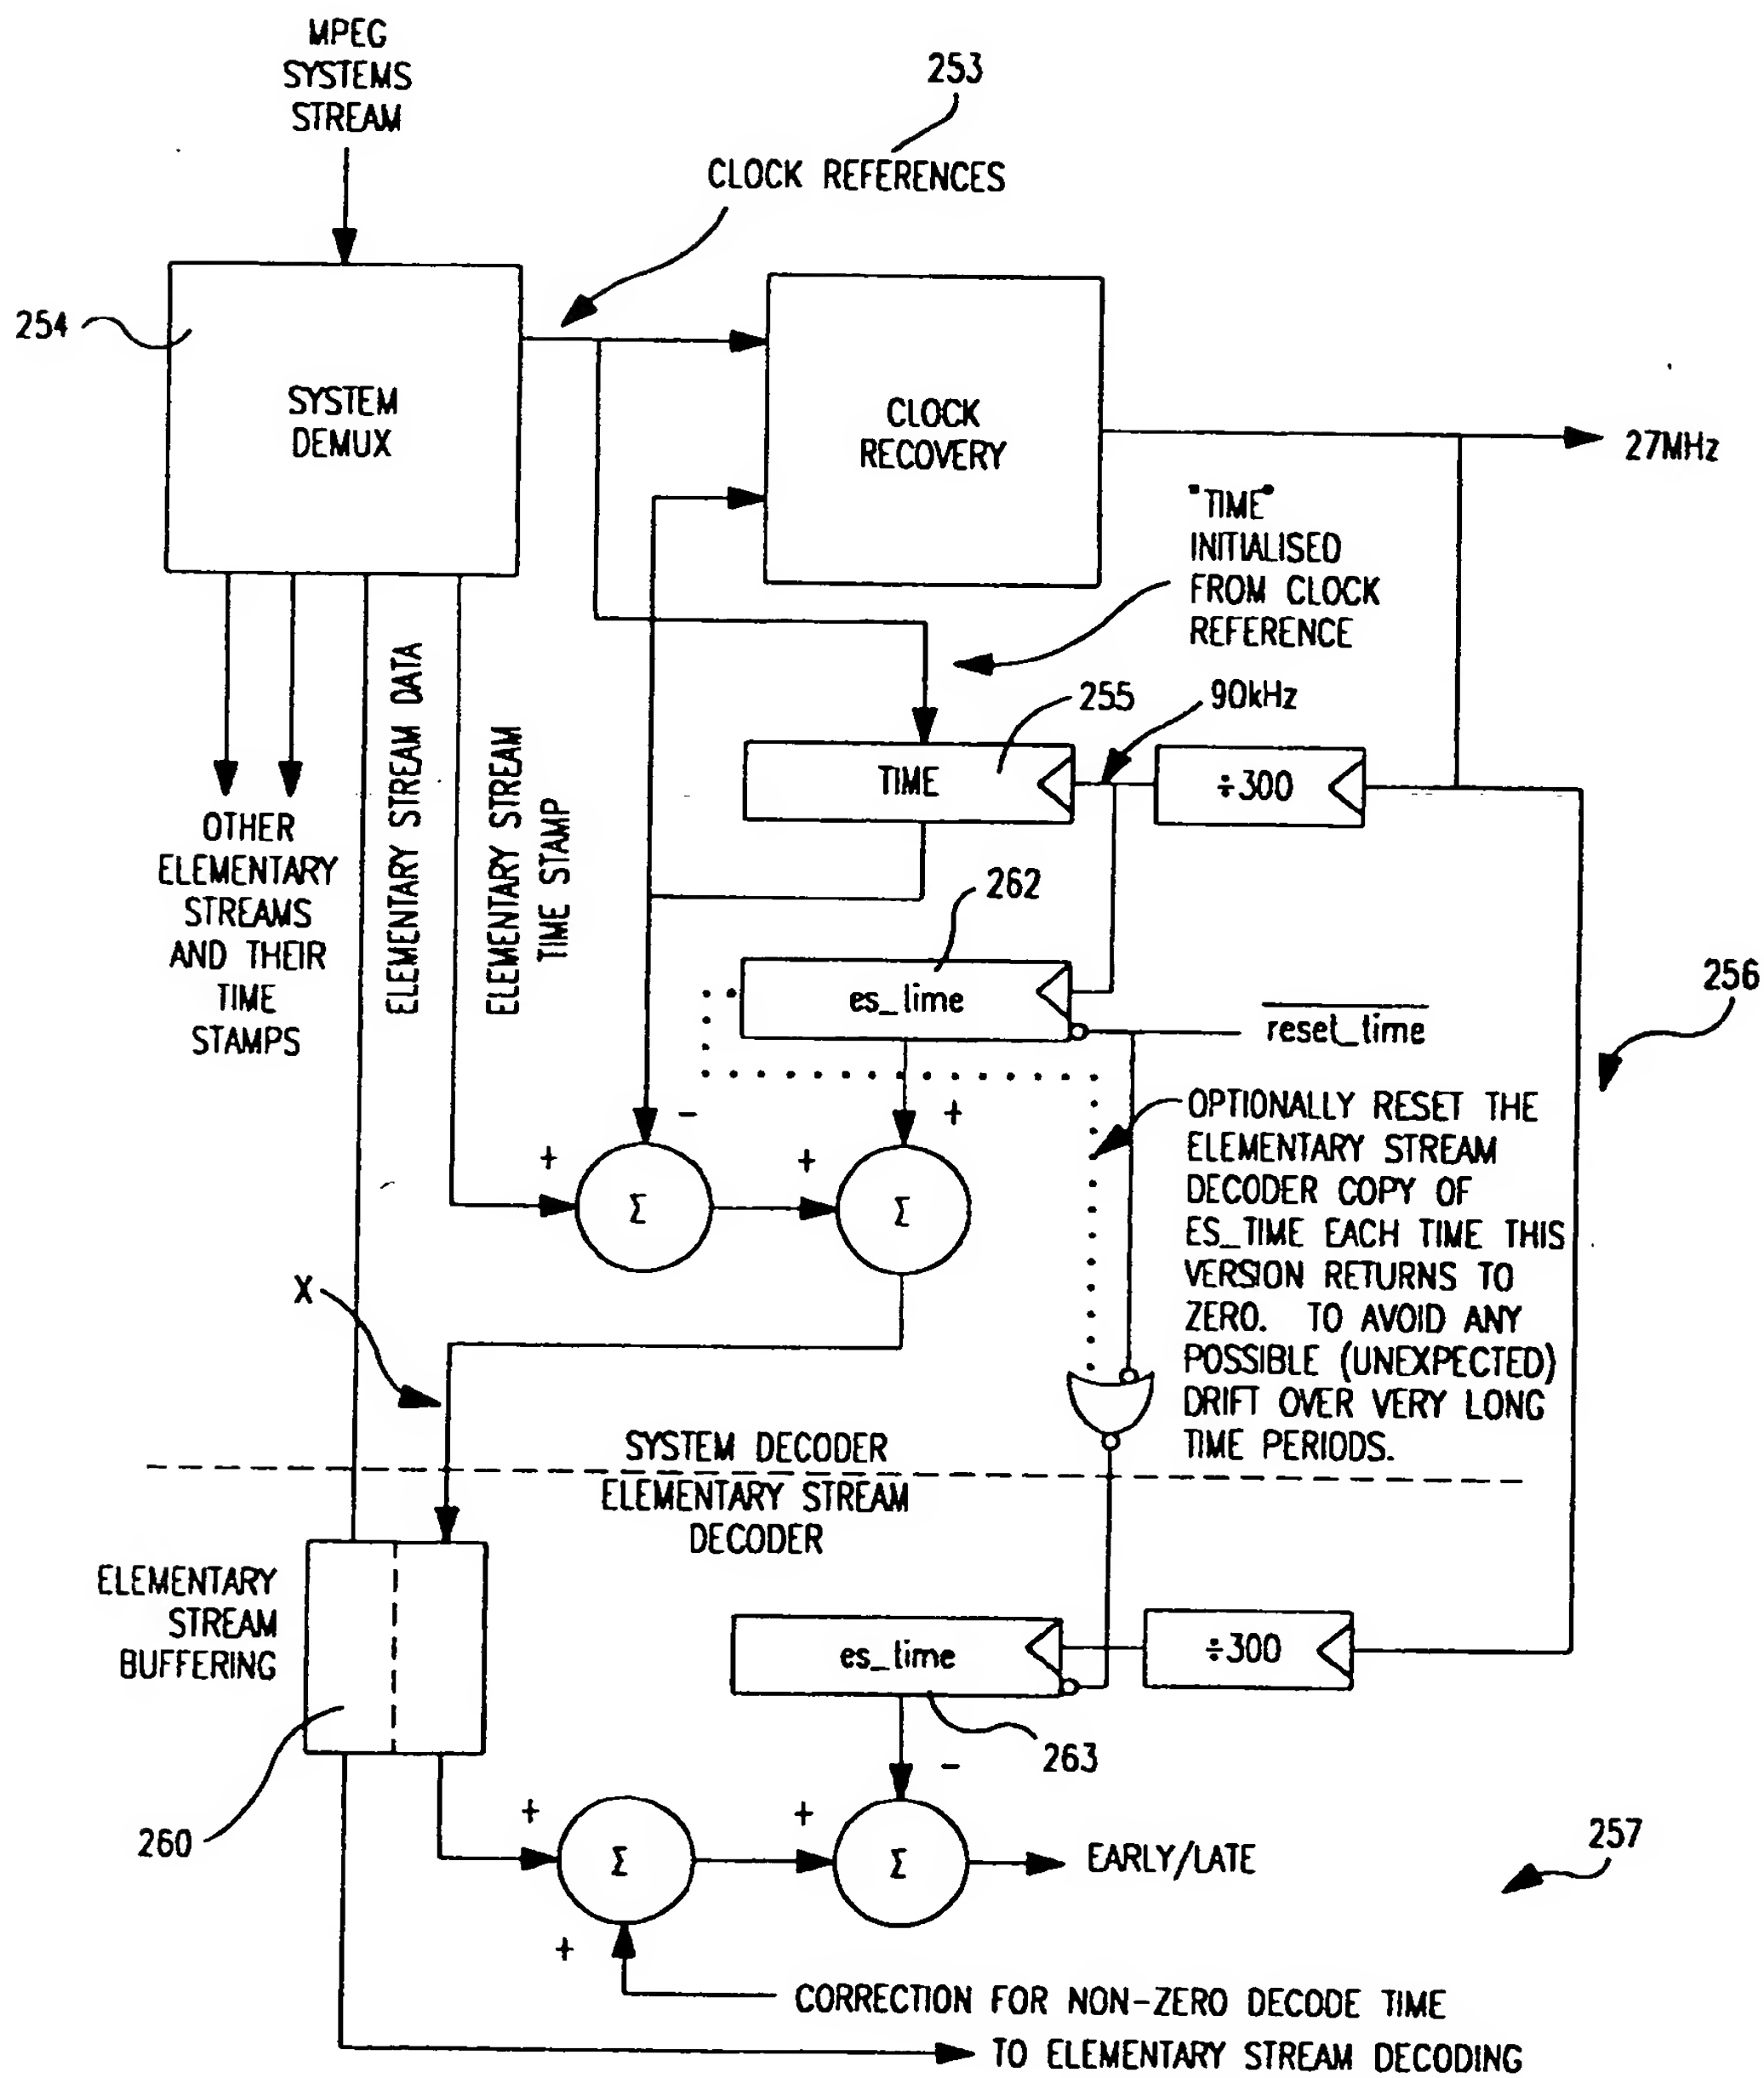 MPEG
SYSTEMS
STREAM
253
CLOCK REFERENCES
254
SYSTEM
DEMUX
CLOCK
RECOVERY
27MHz
"TIME"
INITIALISED
FROM CLOCK
REFERENCE
255
90kHz
TIME
÷300
OTHER
ELEMENTARY
STREAMS
AND THEIR
TIME
STAMPS
ELEMENTARY STREAM DATA
ELEMENTARY STREAM
TIME STAMP
262
es_lime
reset_time
256
-
+
+
+
Σ
Σ
OPTIONALLY RESET THE
ELEMENTARY STREAM
DECODER COPY OF
ES_TIME EACH TIME THIS
VERSION RETURNS TO
ZERO. TO AVOID ANY
POSSIBLE (UNEXPECTED)
DRIFT OVER VERY LONG
TIME PERIODS.
X
SYSTEM DECODER
ELEMENTARY STREAM
DECODER
ELEMENTARY
STREAM
BUFFERING
es_time
÷300
263
-
260
+
+
Σ
Σ
EARLY/LATE
257
+
CORRECTION FOR NON-ZERO DECODE TIME
TO ELEMENTARY STREAM DECODING